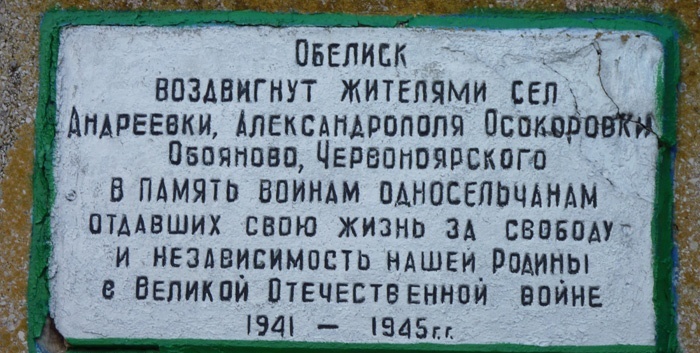 Обелиск
воздвигнут жителями сел
Андреевки, Александрополя Осокоровки
Обояново, Червоноярского
в память воинам односельчанам
отдавших свою жизнь за свободу
и независимость нашей Родины
в Великой Отечественной войне
1941 — 1945г.г.